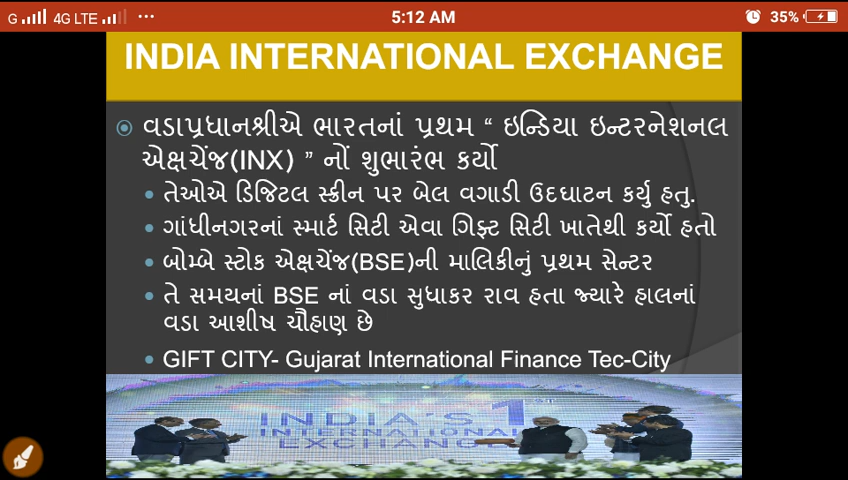 G 4G LTE ... 5:12 AM 35%
INDIA INTERNATIONAL EXCHANGE
વડાપ્રધાનશ્રીએ ભારતનાં પ્રથમ “ ઇન્ડિયા ઇન્ટરનેશનલ
એક્ષચેંજ(INX) ” નોં શુભારંભ કર્યો
તેઓએ ડિજિટલ સ્ક્રીન પર બેલ વગાડી ઉદઘાટન કર્યુ હતુ.
ગાંધીનગરનાં સ્માર્ટ સિટી એવા ગિફ્ટ સિટી ખાતેથી કર્યો હતો
બોમ્બે સ્ટોક એક્ષચેંજ(BSE)ની માલિકીનું પ્રથમ સેન્ટર
તે સમયનાં BSE નાં વડા સુધાકર રાવ હતા જ્યારે હાલનાં
વડા આશીષ ચૌહાણ છે
GIFT CITY- Gujarat International Finance Tec-City
INDIA'S 1ST
INTERNATIONAL
EXCHANGE